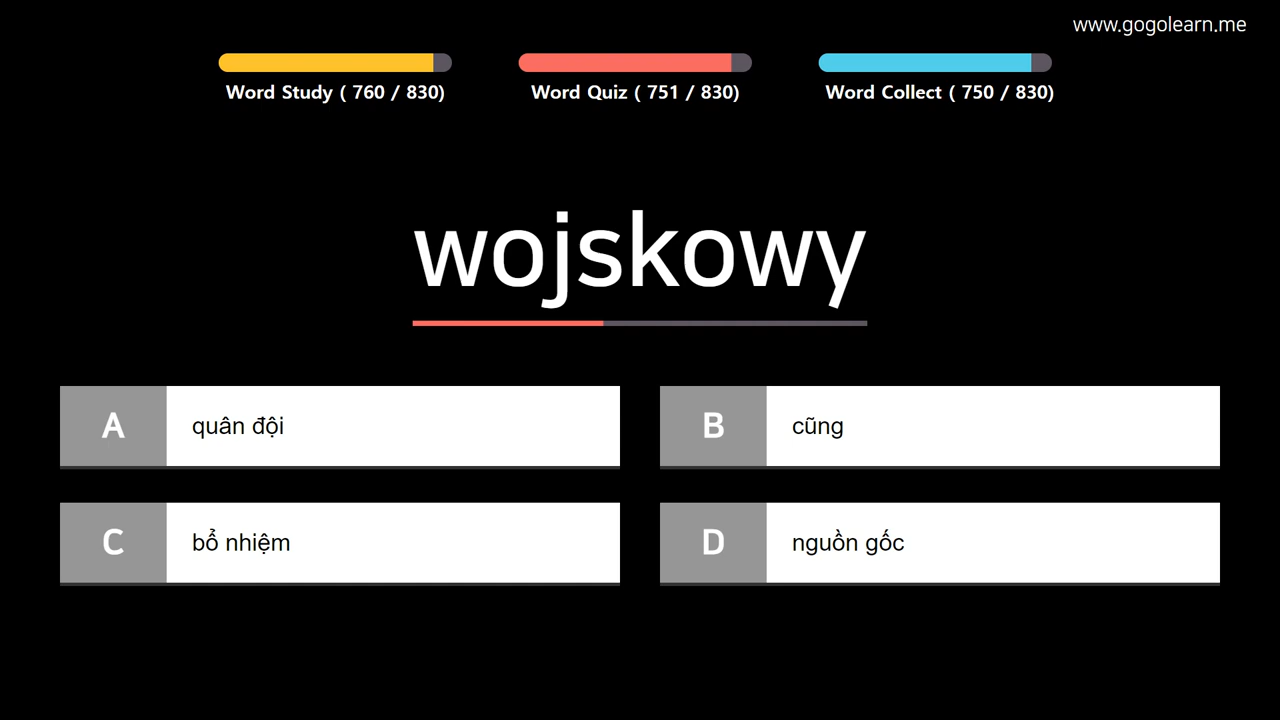 www.gogolearn.me
Word Study ( 760 / 830)
Word Quiz ( 751 / 830)
Word Collect ( 750 / 830)
wojskowy
A quân đội
B cũng
C bổ nhiệm
D nguồn gốc